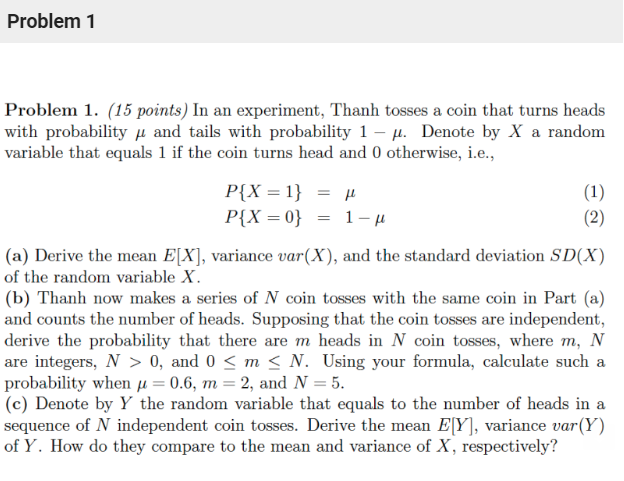 Problem 1
Problem 1. (15 points) In an experiment, Thanh tosses a coin that turns heads
with probability μ and tails with probability 1 − μ. Denote by X a random
variable that equals 1 if the coin turns head and 0 otherwise, i.e.,
P{X = 1} = μ (1)
P{X = 0} = 1 − μ (2)
(a) Derive the mean E[X], variance var(X), and the standard deviation SD(X)
of the random variable X.
(b) Thanh now makes a series of N coin tosses with the same coin in Part (a)
and counts the number of heads. Supposing that the coin tosses are independent,
derive the probability that there are m heads in N coin tosses, where m, N
are integers, N > 0, and 0 ≤ m ≤ N. Using your formula, calculate such a
probability when μ = 0.6, m = 2, and N = 5.
(c) Denote by Y the random variable that equals to the number of heads in a
sequence of N independent coin tosses. Derive the mean E[Y], variance var(Y)
of Y. How do they compare to the mean and variance of X, respectively?